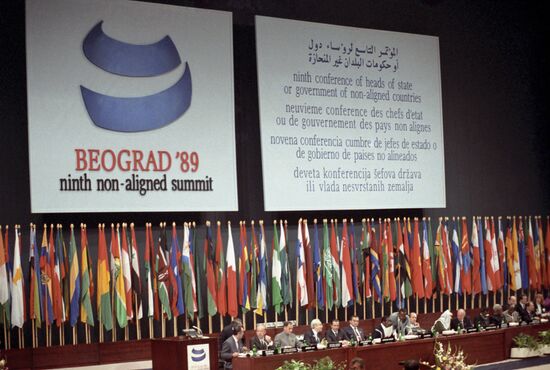 BEOGRAD '89
ninth non-aligned summit
المؤتمر التاسع لرؤساء دول
أو حكومات البلدان غير المنحازة
ninth conference of heads of state
or government of non-aligned countries
neuvieme conference des chefs d'etat
ou de gouvernement des pays non alignes
novena conferencia cumbre de jefes de estado o
de gobierno de paises no alineados
deveta konferencija šefova država
ili vlada nesvrstanih zemalja